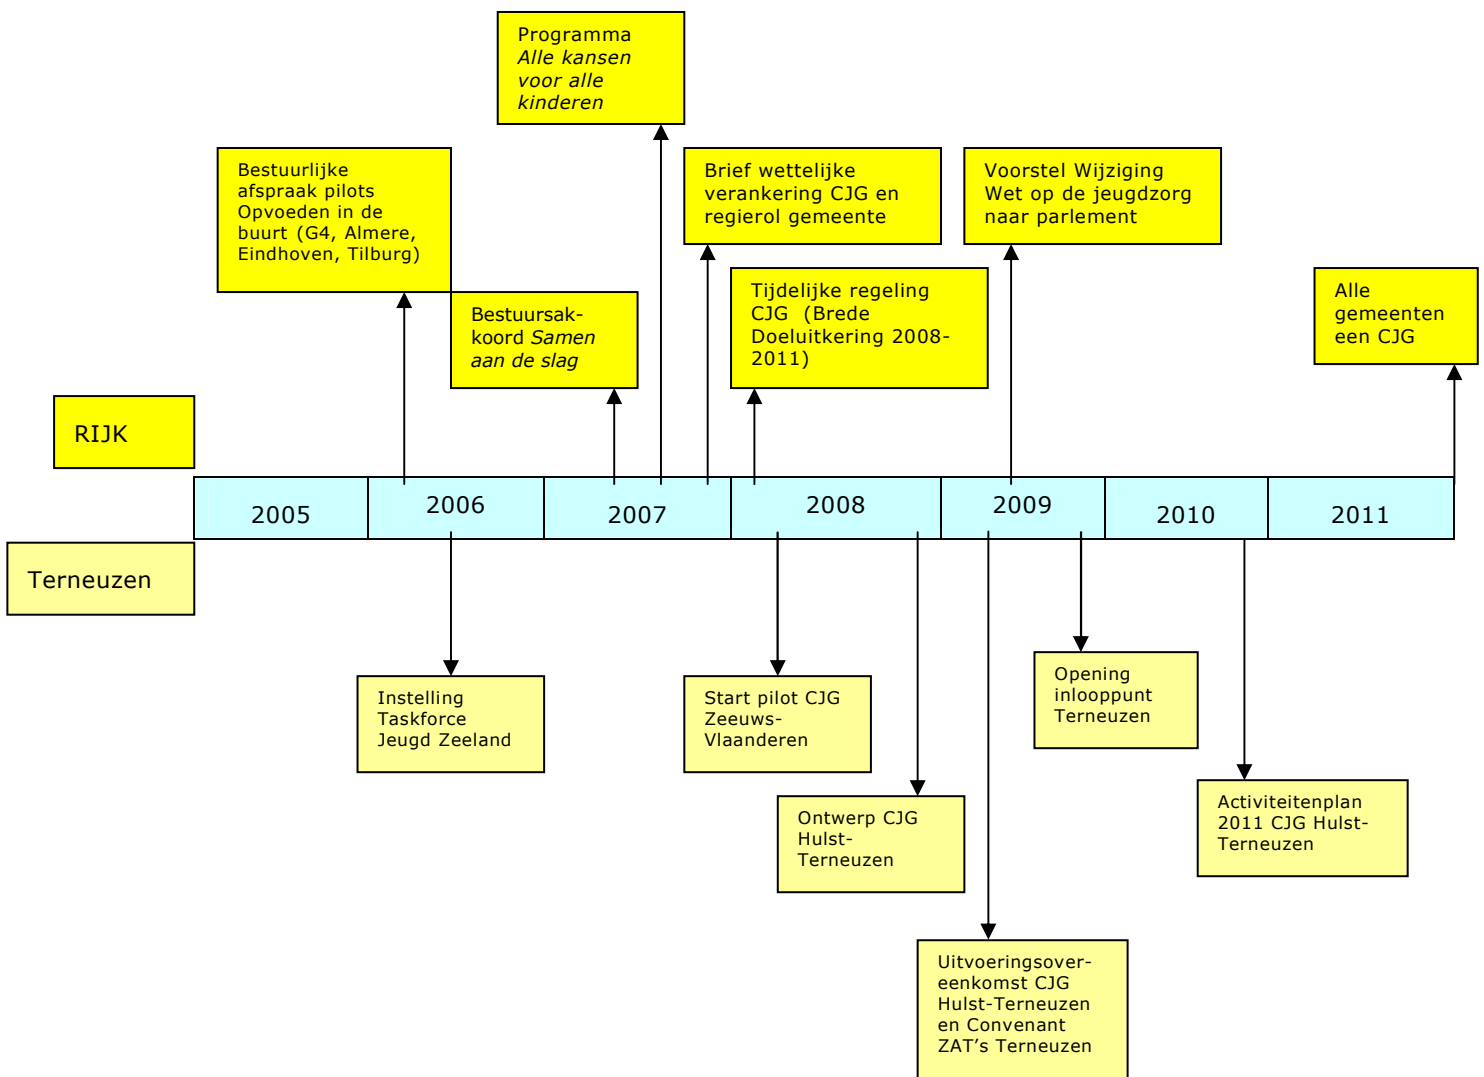 Programma
Alle kansen
voor alle
kinderen
Bestuurlijke
afspraak pilots
Opvoeden in de
buurt (G4, Almere,
Eindhoven, Tilburg)
Brief wettelijke
verankering CJG en
regierol gemeente
Voorstel Wijziging
Wet op de jeugdzorg
naar parlement
Bestuursak-
koord Samen
aan de slag
Tijdelijke regeling
CJG (Brede
Doeluitkering 2008-
2011)
Alle
gemeenten
een CJG
RIJK
2005
2006
2007
2008
2009
2010
2011
Terneuzen
Instelling
Taskforce
Jeugd Zeeland
Start pilot CJG
Zeeuws-
Vlaanderen
Opening
inlooppunt
Terneuzen
Ontwerp CJG
Hulst-
Terneuzen
Activiteitenplan
2011 CJG Hulst-
Terneuzen
Uitvoeringsover-
eenkomst CJG
Hulst-Terneuzen
en Convenant
ZAT’s Terneuzen